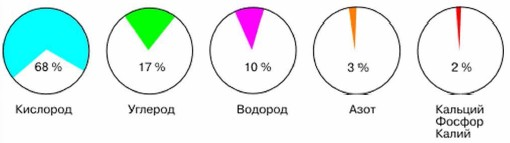 68 %
17 %
10 %
3 %
2 %
Кислород
Углерод
Водород
Азот
Кальций
Фосфор
Калий